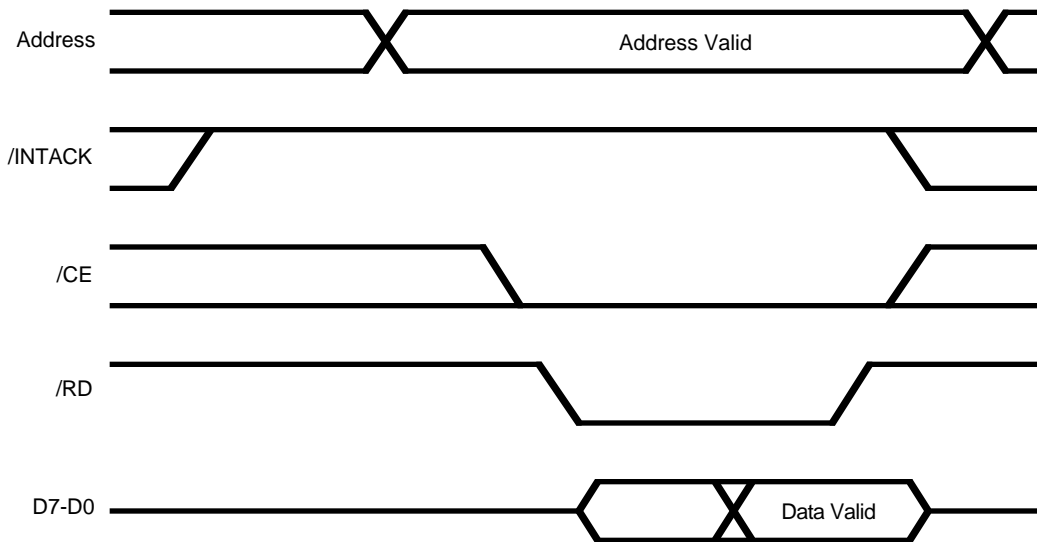 Address
Address Valid
/INTACK
/CE
/RD
D7-D0
Data Valid